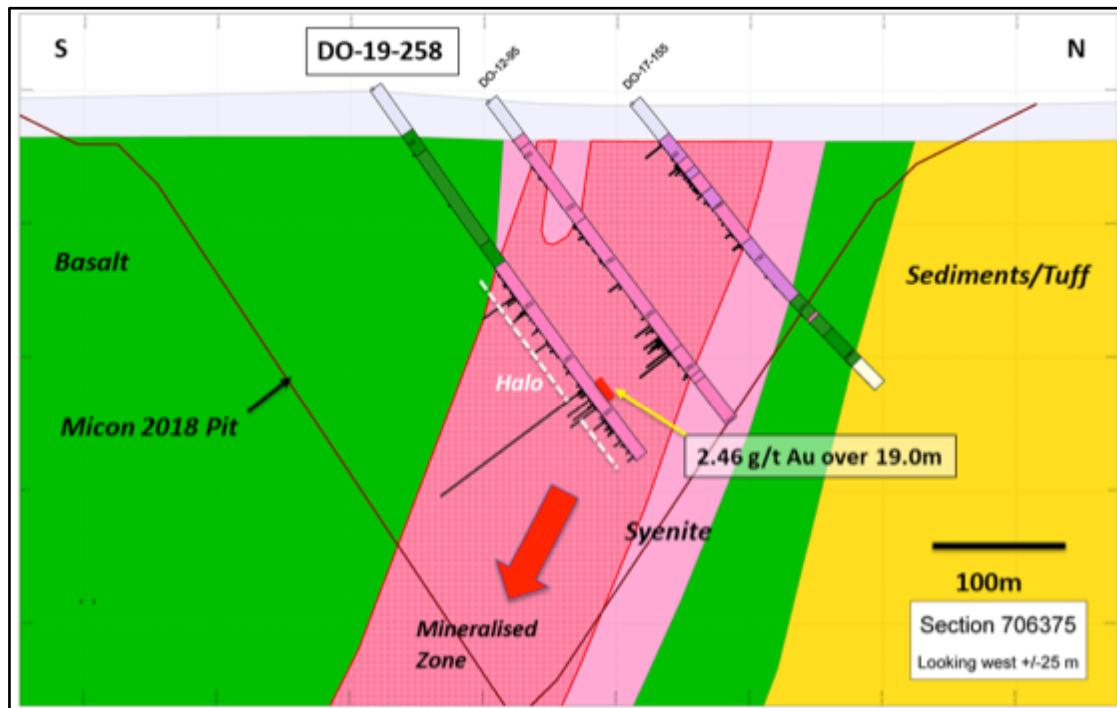 S
DO-19-258
DO-12-95
DO-17-155
N
Basalt
Sediments/Tuff
Halo
Micon 2018 Pit
2.46 g/t Au over 19.0m
Syenite
100m
Mineralised
Zone
Section 706375
Looking west +/-25 m